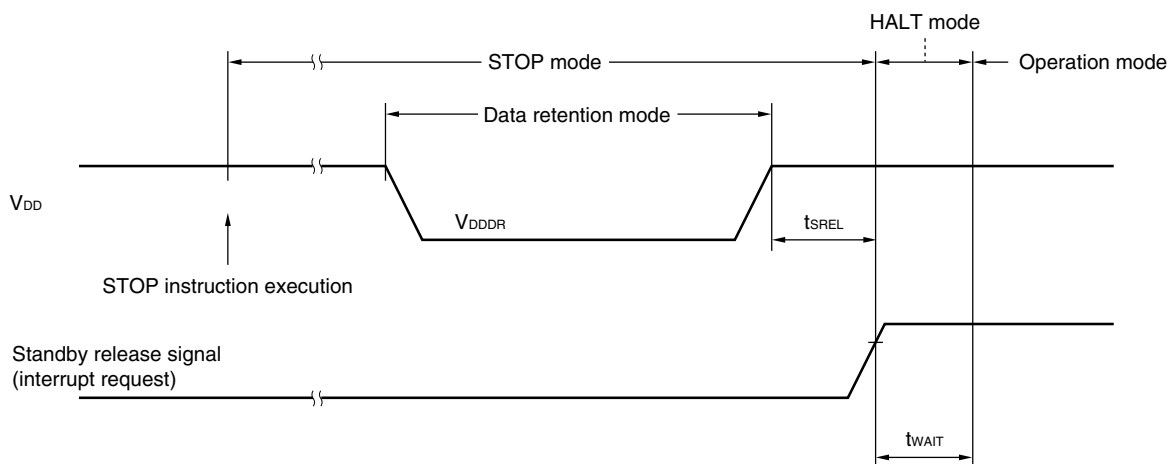 HALT mode
STOP mode
Operation mode
Data retention mode
VDD
VDDDR
tSREL
STOP instruction execution
Standby release signal
(interrupt request)
tWAIT